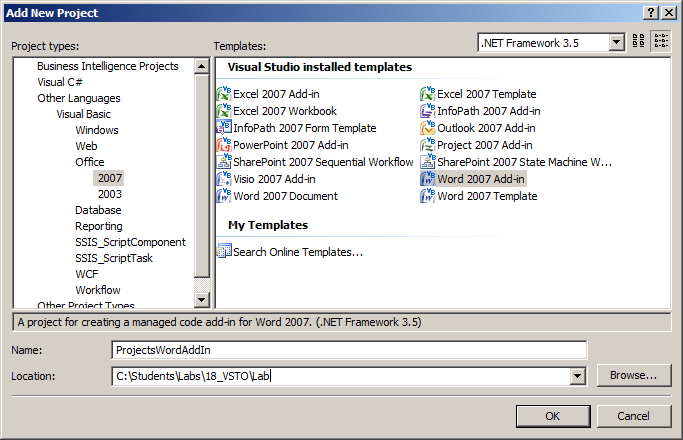 Add New Project
Project types:
Templates:
.NET Framework 3.5
Business Intelligence Projects
Visual C#
Other Languages
Visual Basic
Windows
Web
Office
2007
2003
Database
Reporting
SSIS_ScriptComponent
SSIS_ScriptTask
WCF
Workflow
Other Project Types
Visual Studio installed templates
Excel 2007 Add-in
Excel 2007 Template
Excel 2007 Workbook
InfoPath 2007 Add-in
InfoPath 2007 Form Template
Outlook 2007 Add-in
PowerPoint 2007 Add-in
Project 2007 Add-in
SharePoint 2007 Sequential Workflow
SharePoint 2007 State Machine W...
Visio 2007 Add-in
Word 2007 Add-in
Word 2007 Document
Word 2007 Template
My Templates
Search Online Templates...
A project for creating a managed code add-in for Word 2007. (.NET Framework 3.5)
Name:
ProjectsWordAddIn
Location:
C:\Students\Labs\18_VSTO\Lab
Browse...
OK
Cancel